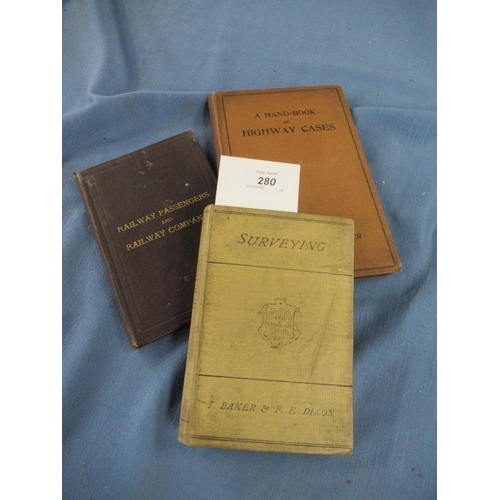 A HAND-BOOK
OF
HIGHWAY CASES
280
RAILWAY PASSENGERS
AND
RAILWAY COMPAN
SURVEYING
T. BAKER & F. E. DIXON